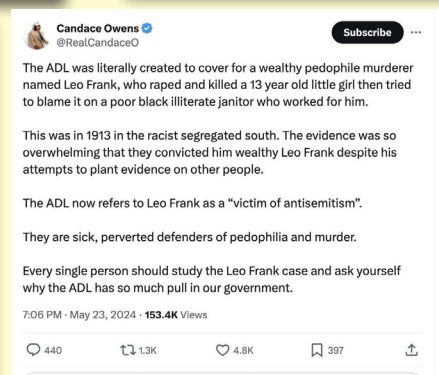 Candace Owens
@RealCandaceO
Subscribe
The ADL was literally created to cover for a wealthy pedophile murderer
named Leo Frank, who raped and killed a 13 year old little girl then tried
to blame it on a poor black illiterate janitor who worked for him.
This was in 1913 in the racist segregated south. The evidence was so
overwhelming that they convicted him wealthy Leo Frank despite his
attempts to plant evidence on other people.
The ADL now refers to Leo Frank as a “victim of antisemitism”.
They are sick, perverted defenders of pedophilia and murder.
Every single person should study the Leo Frank case and ask yourself
why the ADL has so much pull in our government.
7:06 PM · May 23, 2024 · 153.4K Views
440 1.3K 4.8K 397